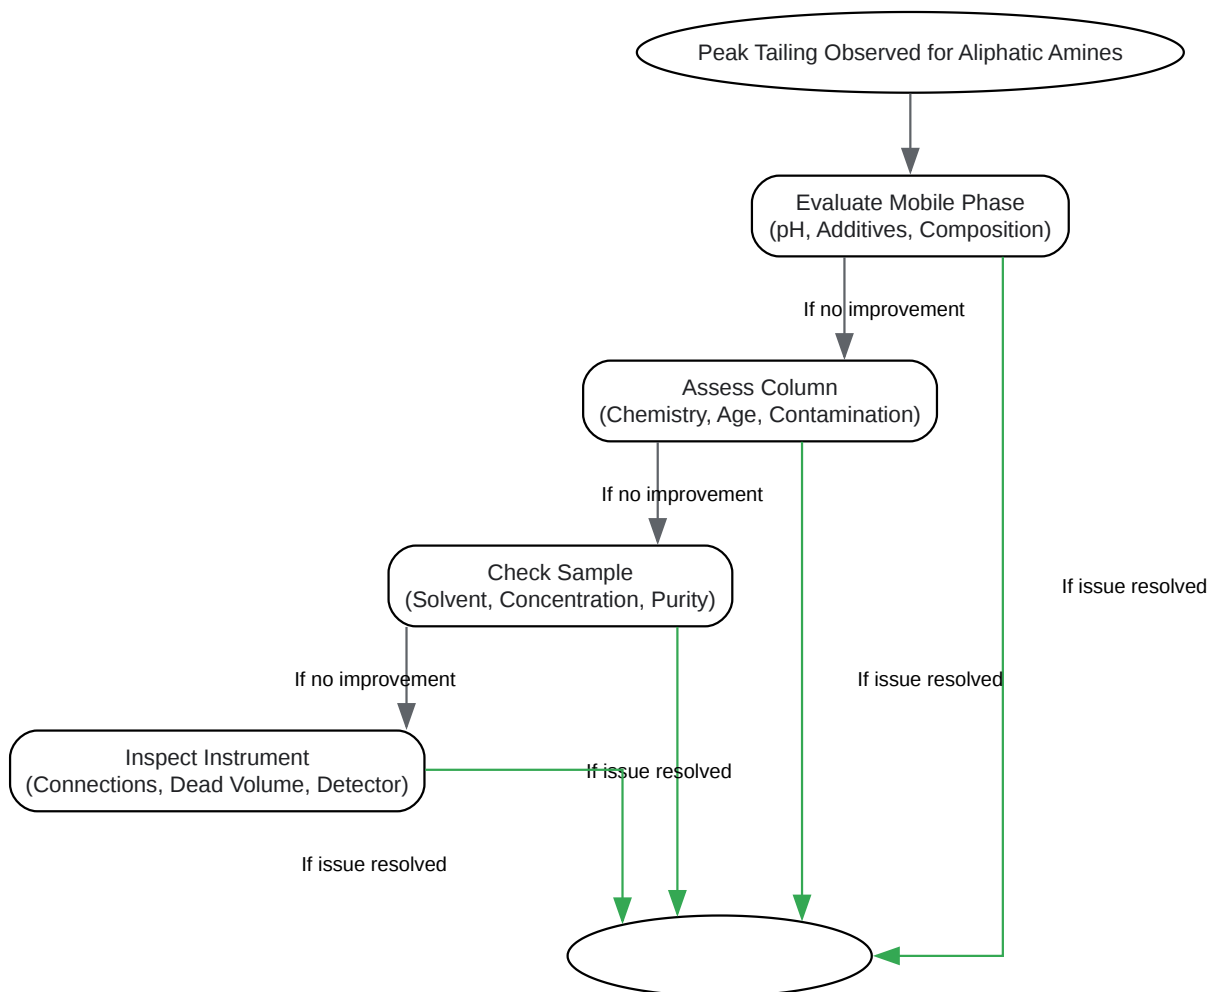 Peak Tailing Observed for Aliphatic Amines
Evaluate Mobile Phase
(pH, Additives, Composition)
If no improvement
Assess Column
(Chemistry, Age, Contamination)
If no improvement
Check Sample
(Solvent, Concentration, Purity)
If issue resolved
If no improvement
If issue resolved
Inspect Instrument
(Connections, Dead Volume, Detector)
If issue resolved
If issue resolved